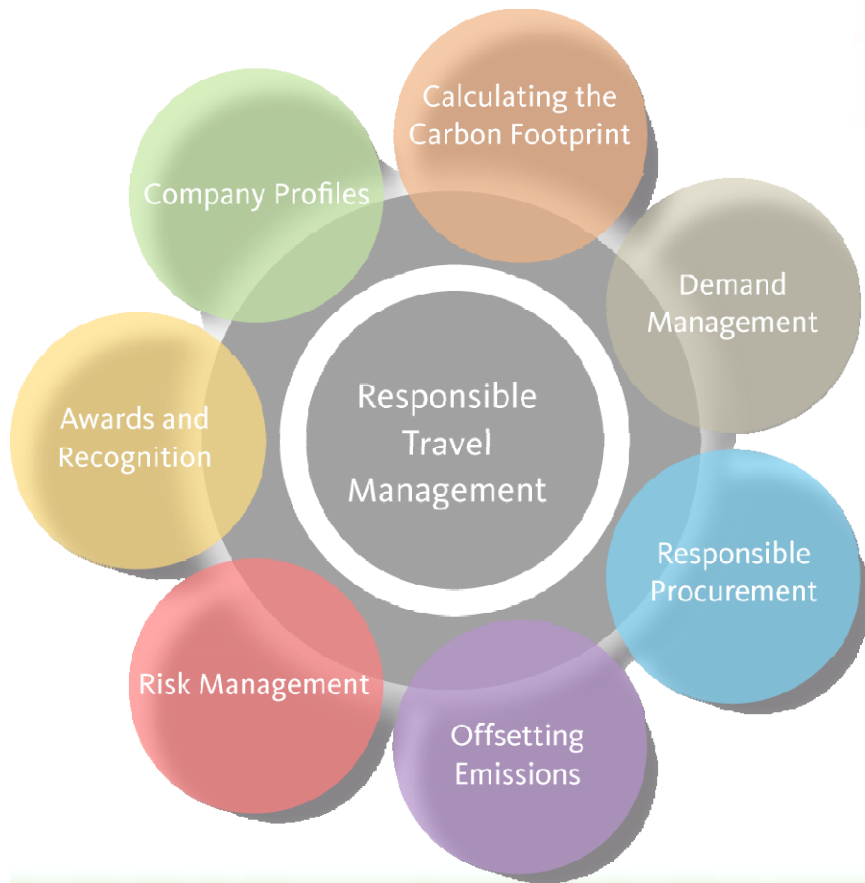 Calculating the
Carbon Footprint
Company Profiles
Demand
Management
Awards and
Recognition
Responsible
Travel
Management
Responsible
Procurement
Risk Management
Offsetting
Emissions